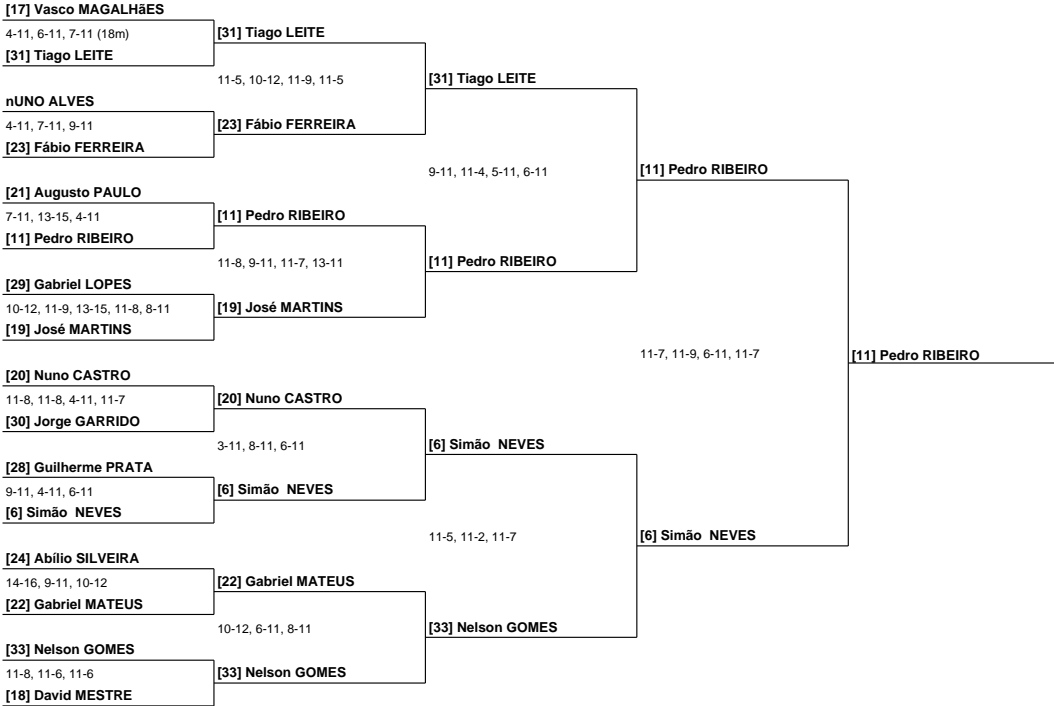 [17] Vasco MAGALHãES
4-11, 6-11, 7-11 (18m)
[31] Tiago LEITE
[31] Tiago LEITE
11-5, 10-12, 11-9, 11-5
[31] Tiago LEITE
nUNO ALVES
4-11, 7-11, 9-11
[23] Fábio FERREIRA
[23] Fábio FERREIRA
9-11, 11-4, 5-11, 6-11
[11] Pedro RIBEIRO
[21] Augusto PAULO
7-11, 13-15, 4-11
[11] Pedro RIBEIRO
[11] Pedro RIBEIRO
11-8, 9-11, 11-7, 13-11
[11] Pedro RIBEIRO
[29] Gabriel LOPES
10-12, 11-9, 13-15, 11-8, 8-11
[19] José MARTINS
[19] José MARTINS
11-7, 11-9, 6-11, 11-7
[11] Pedro RIBEIRO
[20] Nuno CASTRO
11-8, 11-8, 4-11, 11-7
[20] Nuno CASTRO
[30] Jorge GARRIDO
3-11, 8-11, 6-11
[6] Simão  NEVES
[28] Guilherme PRATA
9-11, 4-11, 6-11
[6] Simão  NEVES
[6] Simão  NEVES
11-5, 11-2, 11-7
[6] Simão  NEVES
[24] Abílio SILVEIRA
14-16, 9-11, 10-12
[22] Gabriel MATEUS
[22] Gabriel MATEUS
10-12, 6-11, 8-11
[33] Nelson GOMES
[33] Nelson GOMES
11-8, 11-6, 11-6
[33] Nelson GOMES
[18] David MESTRE